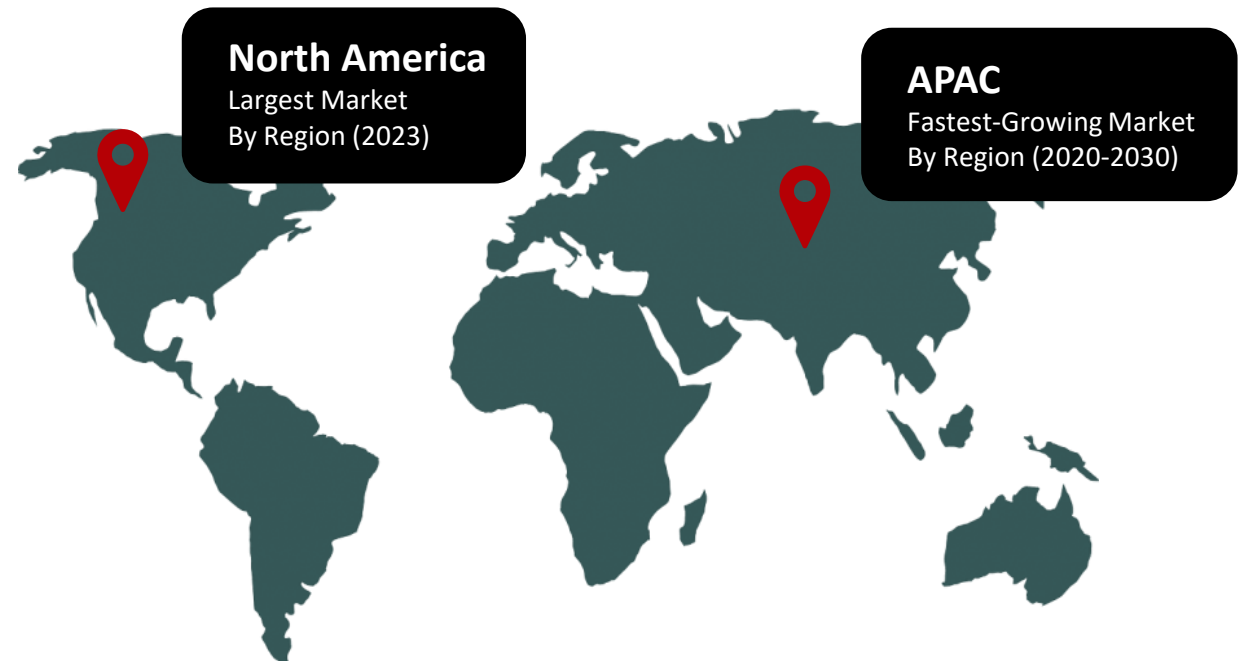 North America
Largest Market
By Region (2023)
APAC
Fastest-Growing Market
By Region (2020-2030)